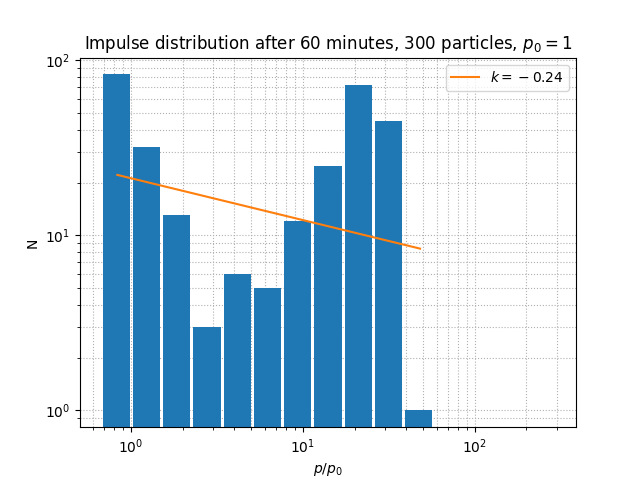 Impulse distribution after 60 minutes, 300 particles, p₀ = 1
k = −0.24
10²
10¹
10⁰
N
10⁰ 10¹ 10²
p/p₀